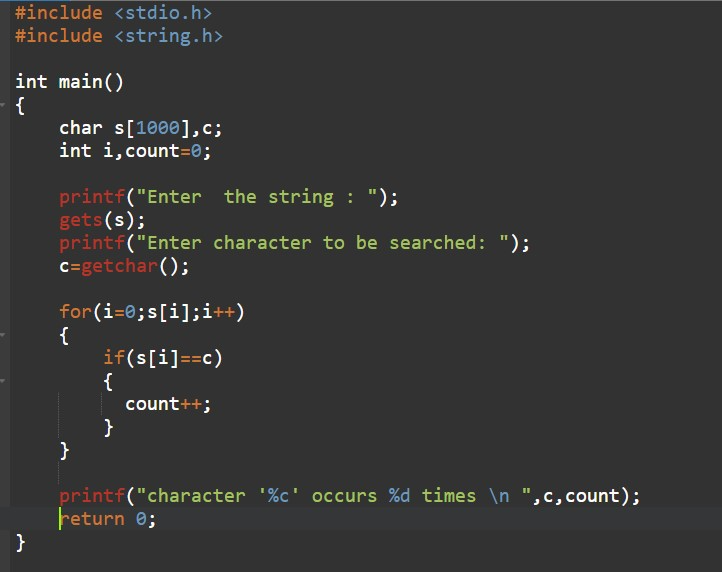 #include <stdio.h>
#include <string.h>

int main()
{
    char s[1000],c;
    int i,count=0;

    printf("Enter  the string : ");
    gets(s);
    printf("Enter character to be searched: ");
    c=getchar();

    for(i=0;s[i];i++)
    {
        if(s[i]==c)
        {
          count++;
        }
    }

    printf("character '%c' occurs %d times \n ",c,count);
    return 0;
}